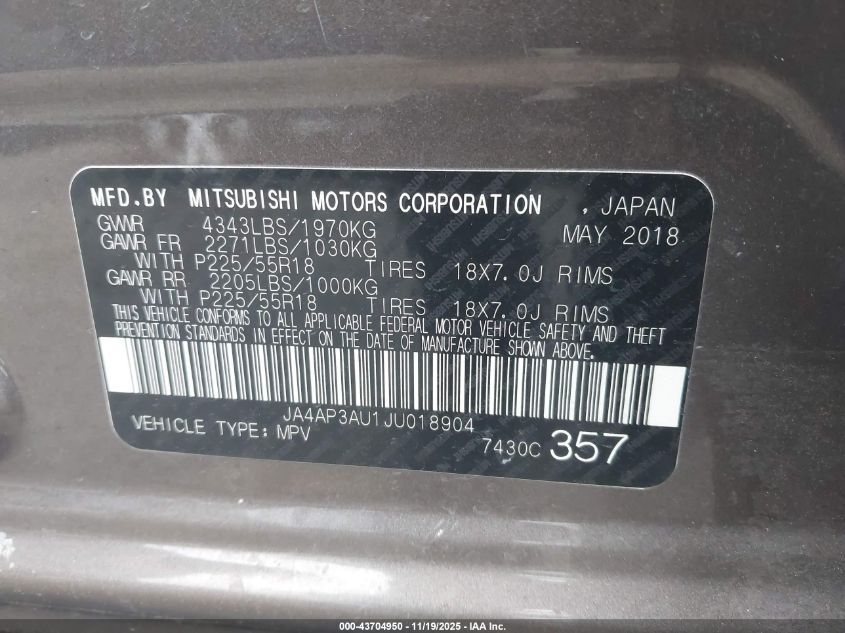 MFD.BY MITSUBISHI MOTORS CORPORATION , JAPAN
GVWR 4343LBS/1970KG MAY 2018
GAWR FR 2271LBS/1030KG
WITH P225/55R18 TIRES 18X7.0J RIMS
GAWR RR 2205LBS/1000KG
WITH P225/55R18 TIRES 18X7.0J RIMS
THIS VEHICLE CONFORMS TO ALL APPLICABLE FEDERAL MOTOR VEHICLE SAFETY AND THEFT
PREVENTION STANDARDS IN EFFECT ON THE DATE OF MANUFACTURE SHOWN ABOVE.
JA4AP3AU1JU018904
VEHICLE TYPE: MPV 7430C 357
000-43704950 - 11/19/2025 - IAA Inc.